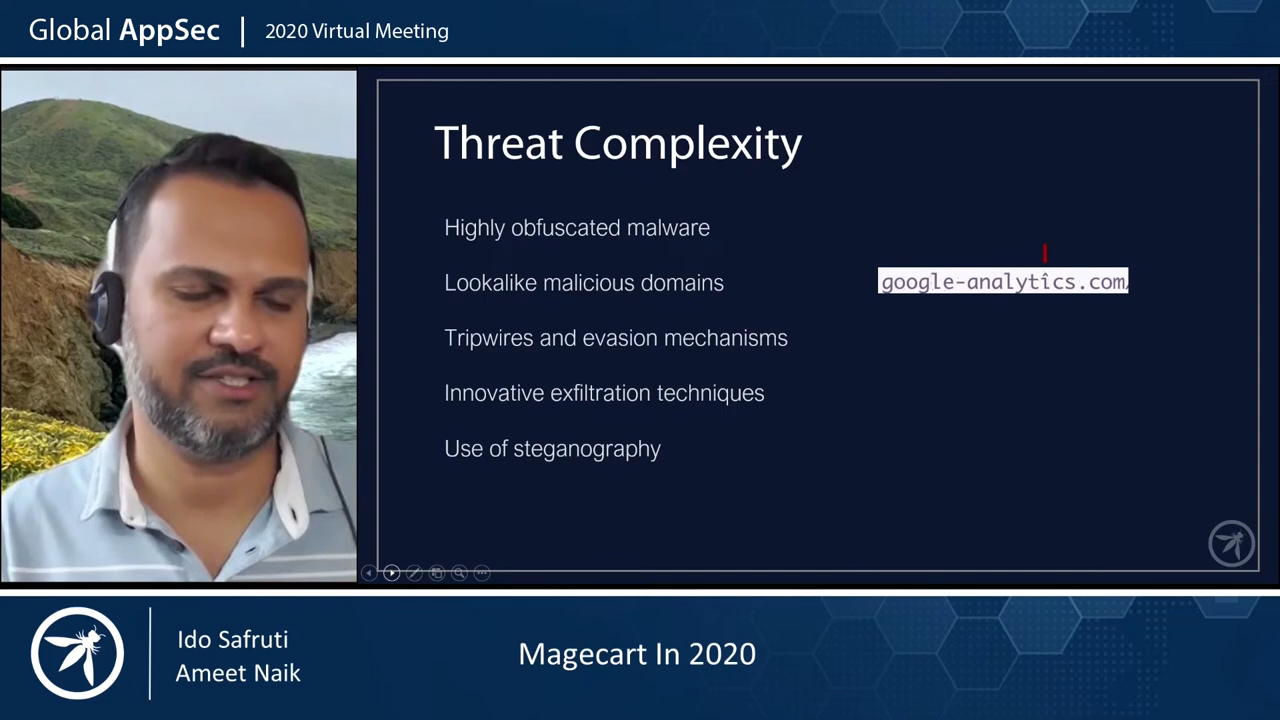 Global AppSec | 2020 Virtual Meeting
Threat Complexity
Highly obfuscated malware
Lookalike malicious domains
google-analytîcs.com/
Tripwires and evasion mechanisms
Innovative exfiltration techniques
Use of steganography
Ido Safruti
Ameet Naik
Magecart In 2020